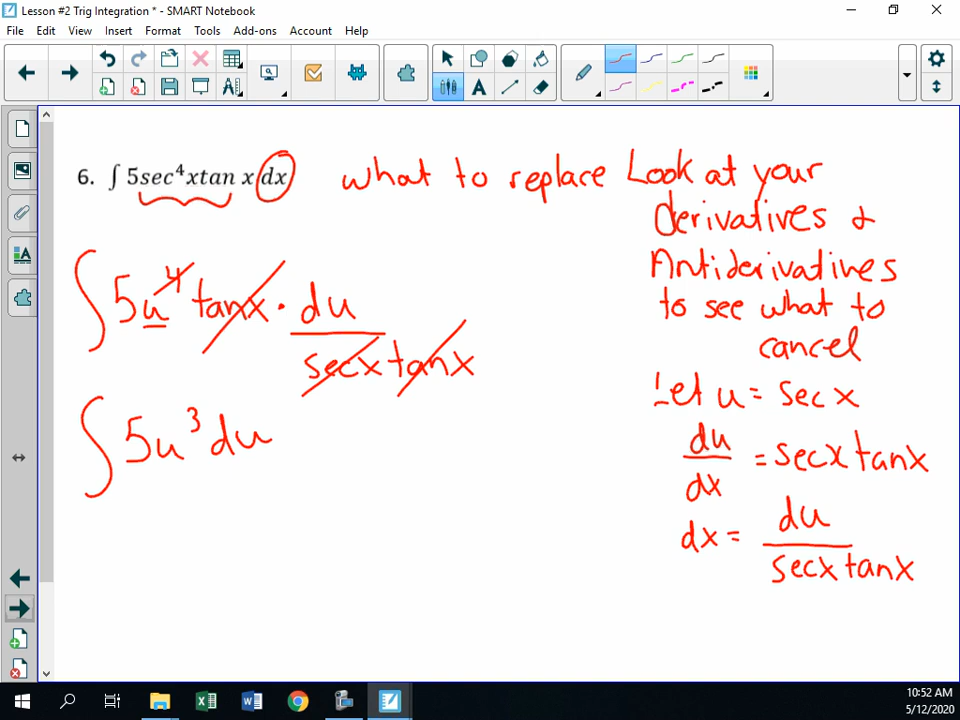 Lesson #2 Trig Integration * - SMART Notebook
File Edit View Insert Format Tools Add-ons Account Help
6. ∫ 5sec⁴xtan x dx
what to replace Look at your
derivatives &
Antiderivatives
to see what to
cancel
∫ 5u⁴ tanx · du
secx tanx
∫ 5u³ du
Let u = sec x
du
dx
= secx tanx
dx = du
secx tanx
10:52 AM
5/12/2020